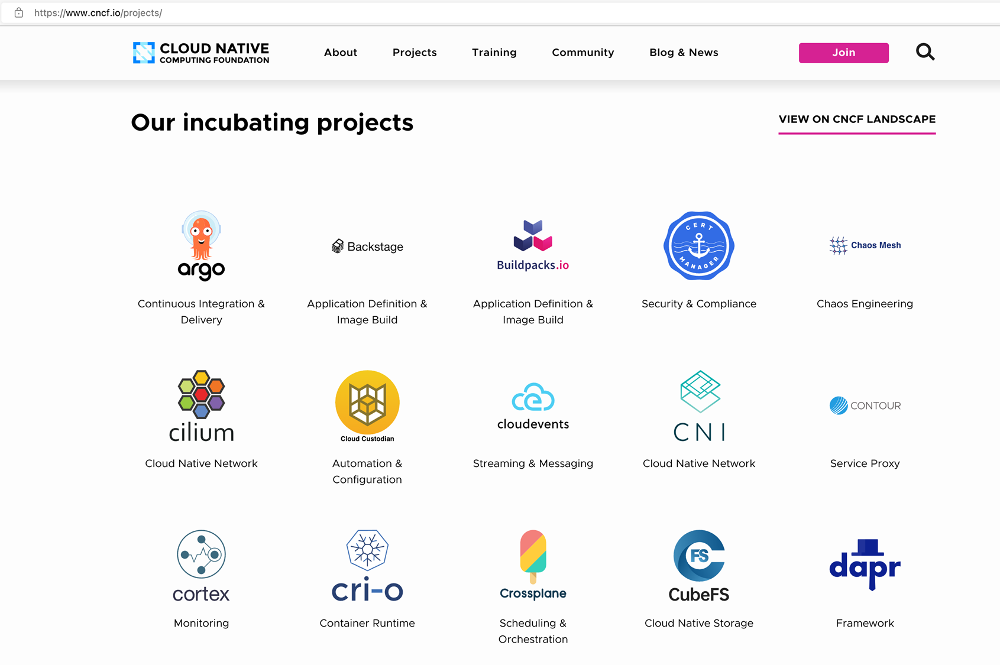 https://www.cncf.io/projects/
CLOUD NATIVE
COMPUTING FOUNDATION
About
Projects
Training
Community
Blog & News
Join
Our incubating projects
VIEW ON CNCF LANDSCAPE
argo
Continuous Integration &
Delivery
Backstage
Application Definition &
Image Build
Buildpacks.io
Application Definition &
Image Build
CERT
MANAGER
Security & Compliance
Chaos Mesh
Chaos Engineering
cilium
Cloud Native Network
Cloud Custodian
Automation &
Configuration
cloudevents
Streaming & Messaging
CNI
Cloud Native Network
CONTOUR
Service Proxy
cortex
Monitoring
cri-o
Container Runtime
Crossplane
Scheduling &
Orchestration
FS
CubeFS
Cloud Native Storage
dapr
Framework